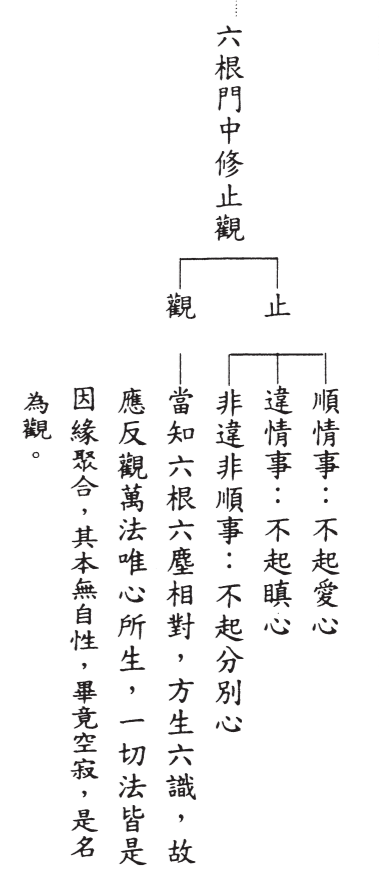 六根門中修止觀
止
順情事：不起愛心
違情事：不起瞋心
非違非順事：不起分別心
觀
當知六根六塵相對，方生六識，故
應反觀萬法唯心所生，一切法皆是
因緣聚合，其本無自性，畢竟空寂，是名
為觀。